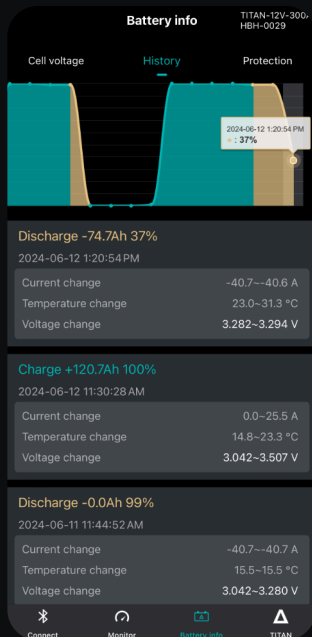 Battery info
TITAN-12V-300
HBH-0029
Cell voltage
History
Protection
2024-06-12 1:20:54 PM
: 37%
Discharge -74.7Ah 37%
2024-06-12 1:20:54 PM
Current change -40.7~-40.6 A
Temperature change 23.0~31.3 °C
Voltage change 3.282~3.294 V
Charge +120.7Ah 100%
2024-06-12 11:30:28 AM
Current change 0.0~25.5 A
Temperature change 14.8~23.3 °C
Voltage change 3.042~3.507 V
Discharge -0.0Ah 99%
2024-06-11 11:44:52 AM
Current change -40.7~-40.7 A
Temperature change 15.5~15.5 °C
Voltage change 3.042~3.280 V
Connect
Monitor
Battery info
TITAN